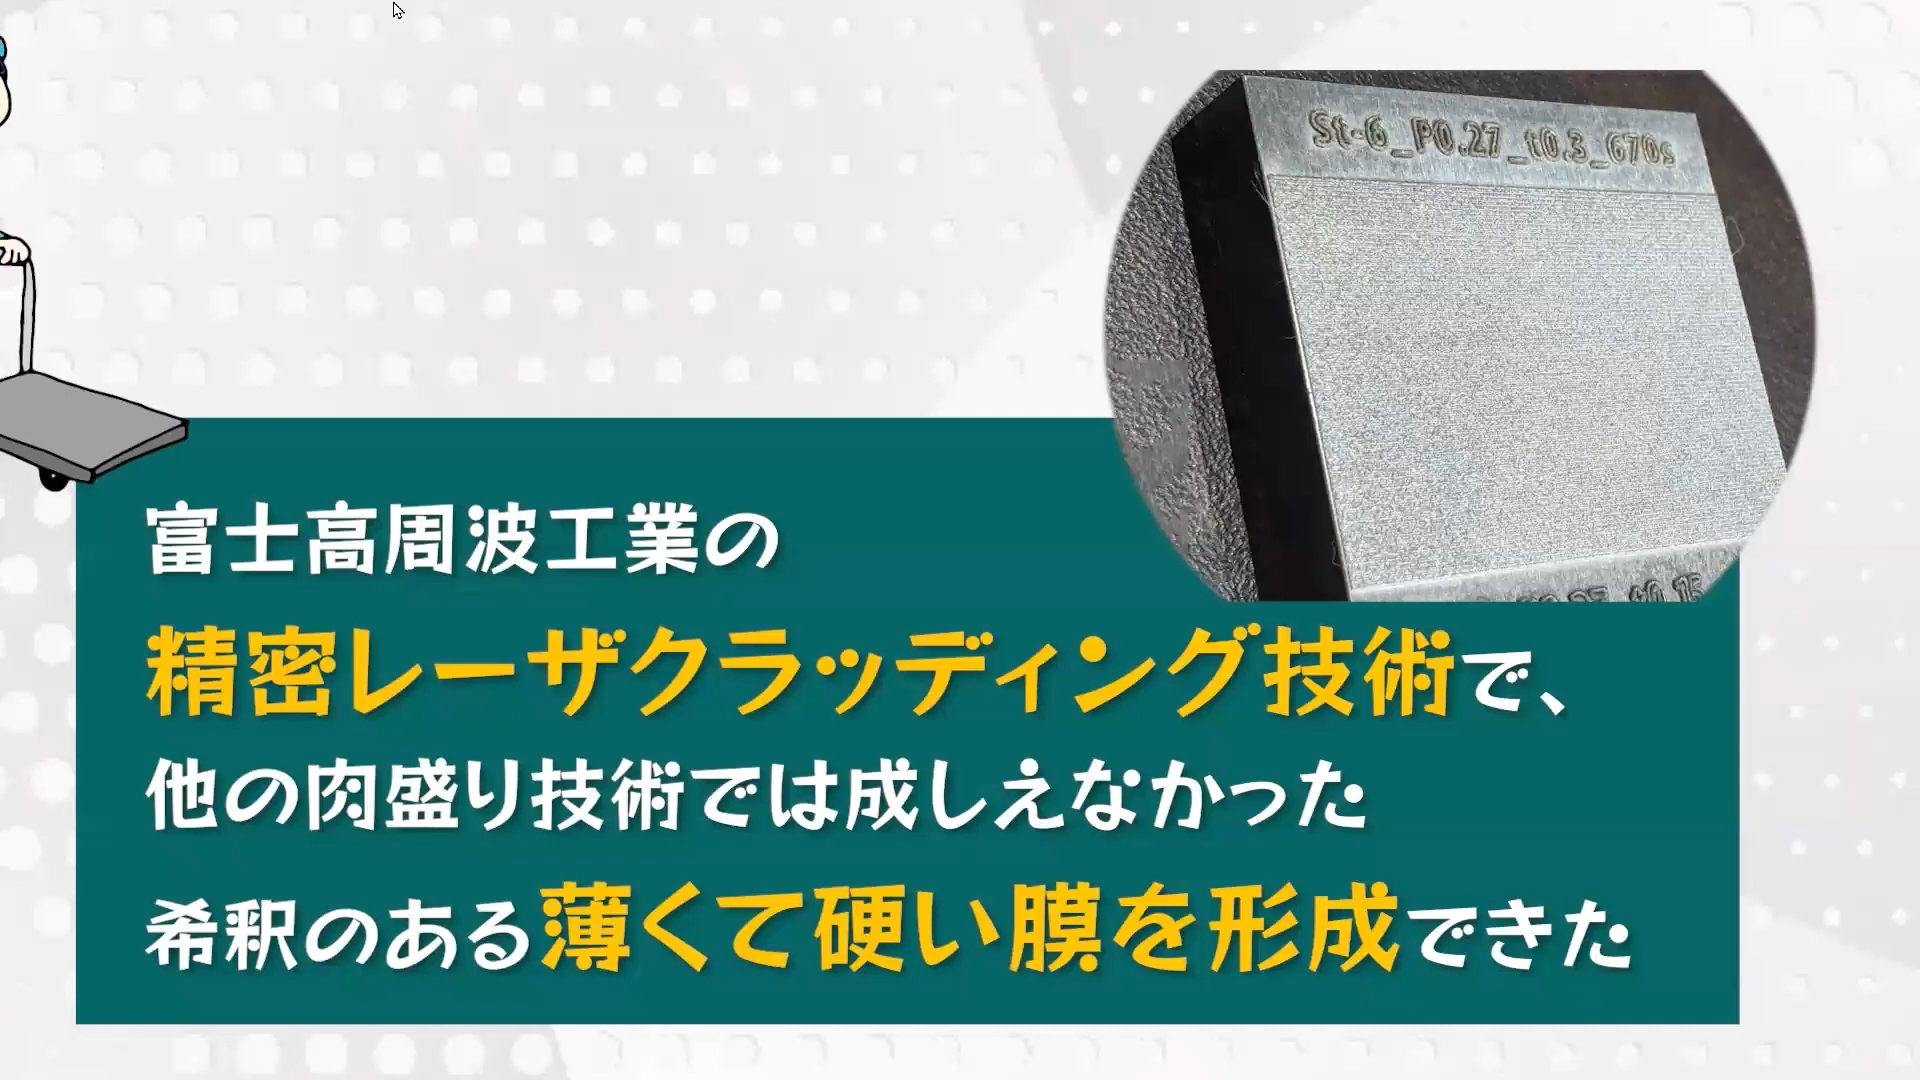 St-6_P0.27_t0.3_670s
富士高周波工業の
精密レーザクラッディング技術で、
他の肉盛り技術では成しえなかった
希釈のある薄くて硬い膜を形成できた